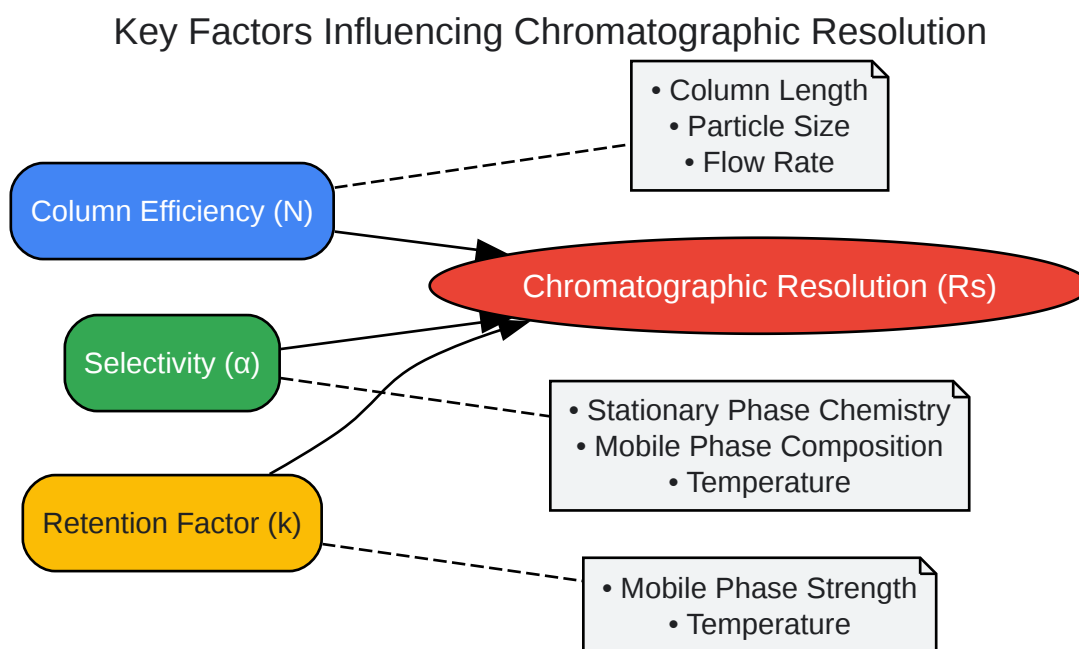 Key Factors Influencing Chromatographic Resolution
• Column Length
• Particle Size
• Flow Rate
Column Efficiency (N)
Chromatographic Resolution (Rs)
Selectivity (α)
• Stationary Phase Chemistry
• Mobile Phase Composition
• Temperature
Retention Factor (k)
• Mobile Phase Strength
• Temperature